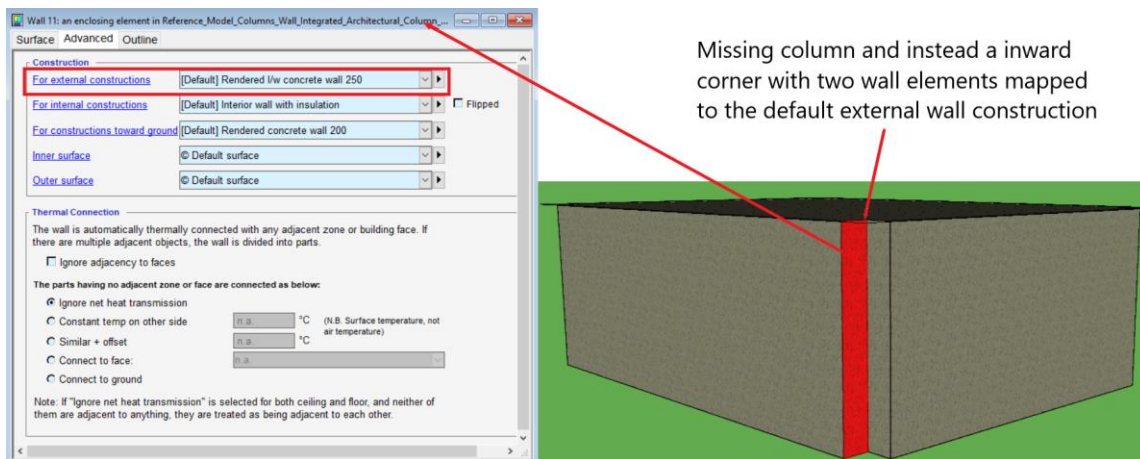 Wall 11: an enclosing element in Reference_Model_Columns_Wall_Integrated_Architectural_Column_...
Surface Advanced Outline
Construction
For external constructions [Default] Rendered l/w concrete wall 250
For internal constructions [Default] Interior wall with insulation Flipped
For constructions toward ground [Default] Rendered concrete wall 200
Inner surface © Default surface
Outer surface © Default surface
Thermal Connection
The wall is automatically thermally connected with any adjacent zone or building face. If
there are multiple adjacent objects, the wall is divided into parts.
Ignore adjacency to faces
The parts having no adjacent zone or face are connected as below:
Ignore net heat transmission
Constant temp on other side n.a. °C (N.B. Surface temperature, not
air temperature)
Similar + offset n.a. °C
Connect to face: n.a.
Connect to ground
Note: If "Ignore net heat transmission" is selected for both ceiling and floor, and neither of
them are adjacent to anything, they are treated as being adjacent to each other.
Missing column and instead a inward
corner with two wall elements mapped
to the default external wall construction